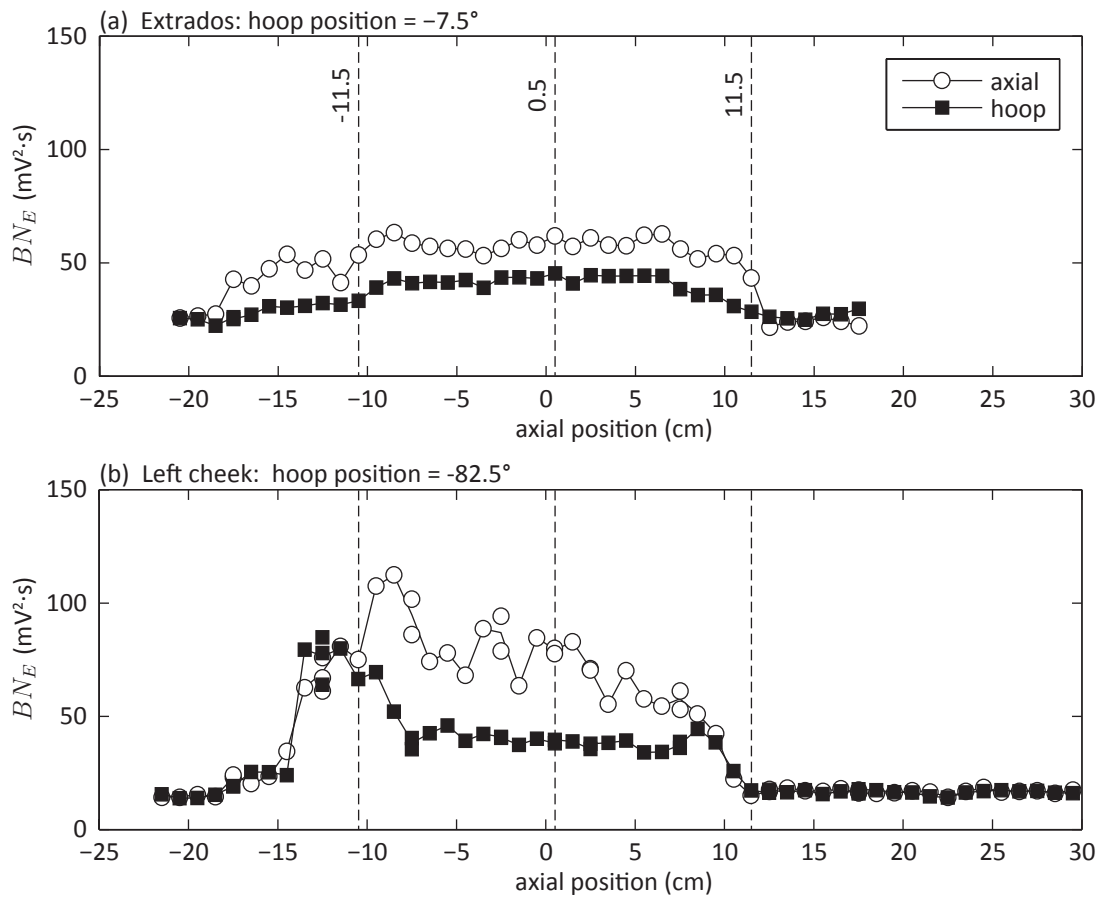 (a) Extrados: hoop position = −7.5°
150
100
50
0
BN_E (mV²·s)
-11.5
0.5
11.5
axial
hoop
−25 −20 −15 −10 −5 0 5 10 15 20 25 30
axial position (cm)
(b) Left cheek: hoop position = -82.5°
150
100
50
0
BN_E (mV²·s)
−25 −20 −15 −10 −5 0 5 10 15 20 25 30
axial position (cm)